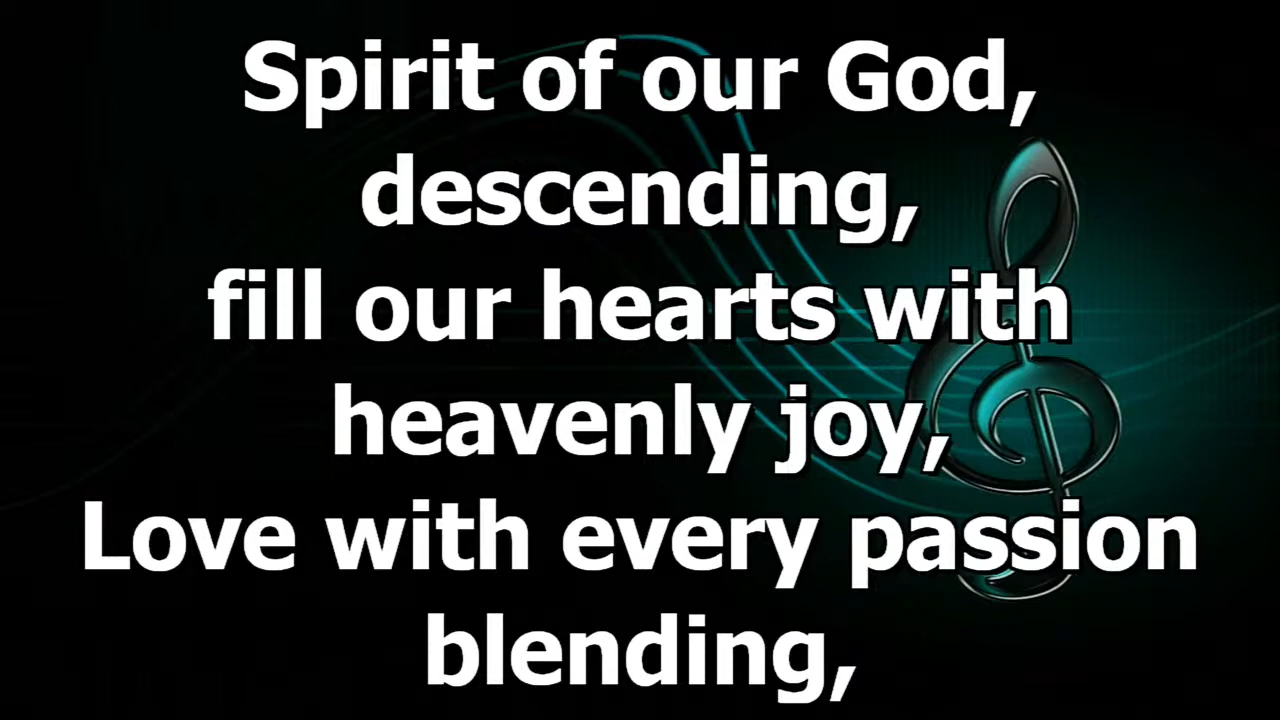 Spirit of our God,
descending,
fill our hearts with
heavenly joy,
Love with every passion
blending,